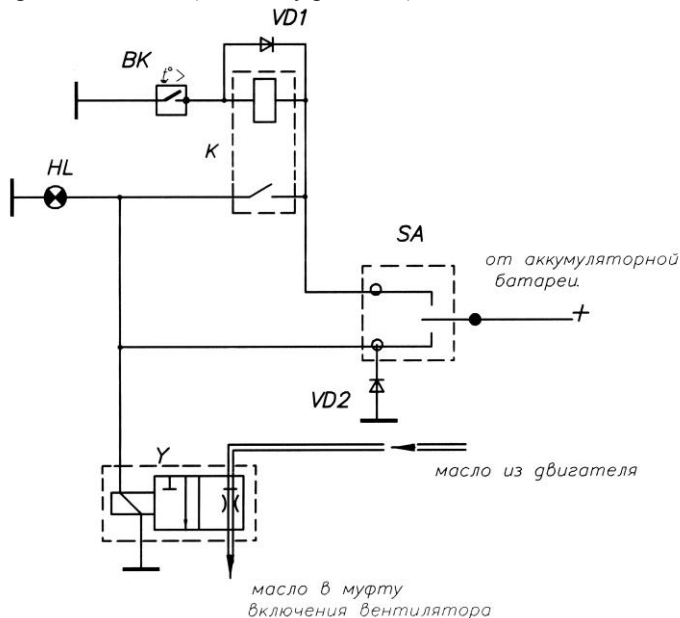 VD1
BK
t°>
K
HL
SA
от аккумуляторной
батареи.
+
VD2
Y
масло из двигателя
масло в муфту
включения вентилятора